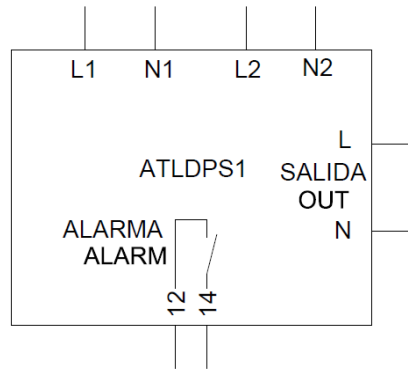 L1 N1 L2 N2
L
ATLDPS1
SALIDA
OUT
ALARMA
ALARM
N
12 14